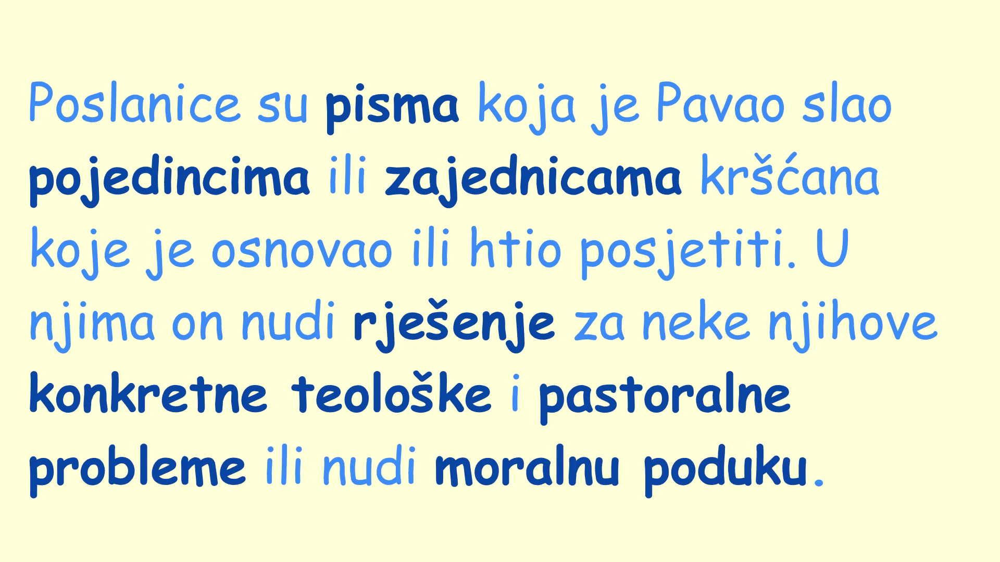 Poslanice su pisma koja je Pavao slao
pojedincima ili zajednicama kršćana
koje je osnovao ili htio posjetiti. U
njima on nudi rješenje za neke njihove
konkretne teološke i pastoralne
probleme ili nudi moralnu poduku.